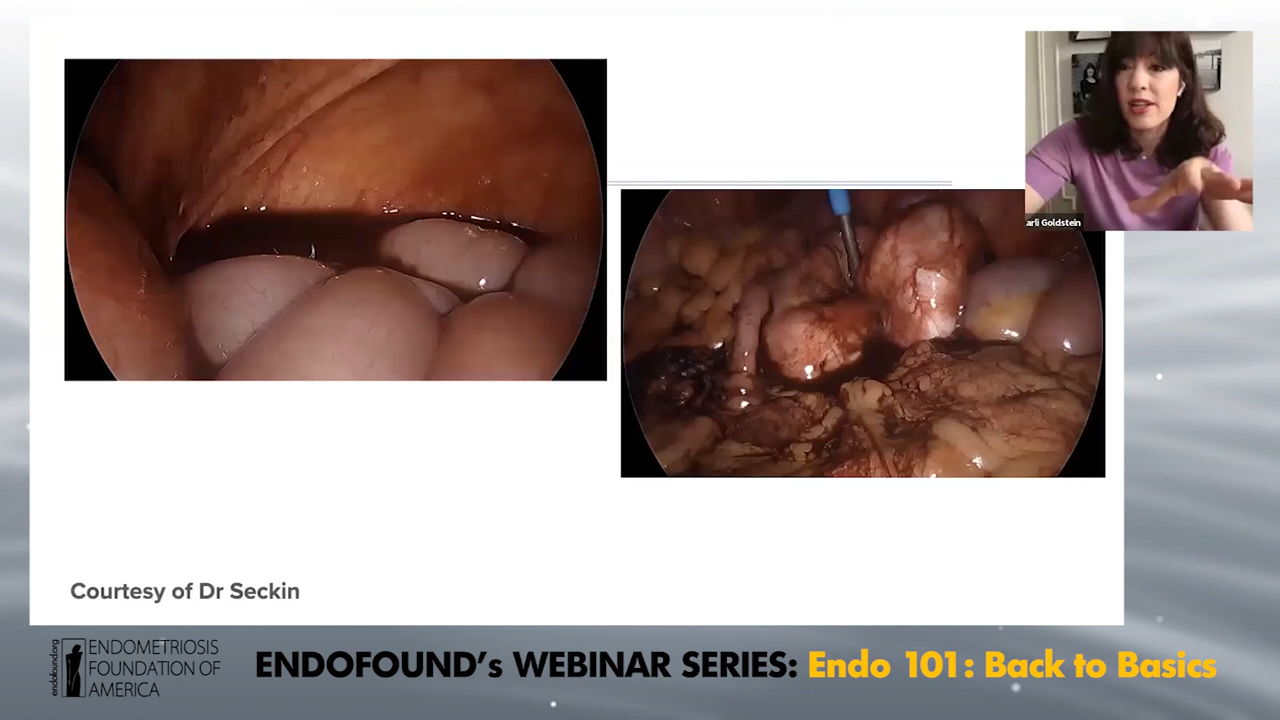 arli Goldstein
Courtesy of Dr Seckin
endofound.org
ENDOMETRIOSIS
FOUNDATION OF
AMERICA
ENDOFOUND's WEBINAR SERIES: Endo 101: Back to Basics